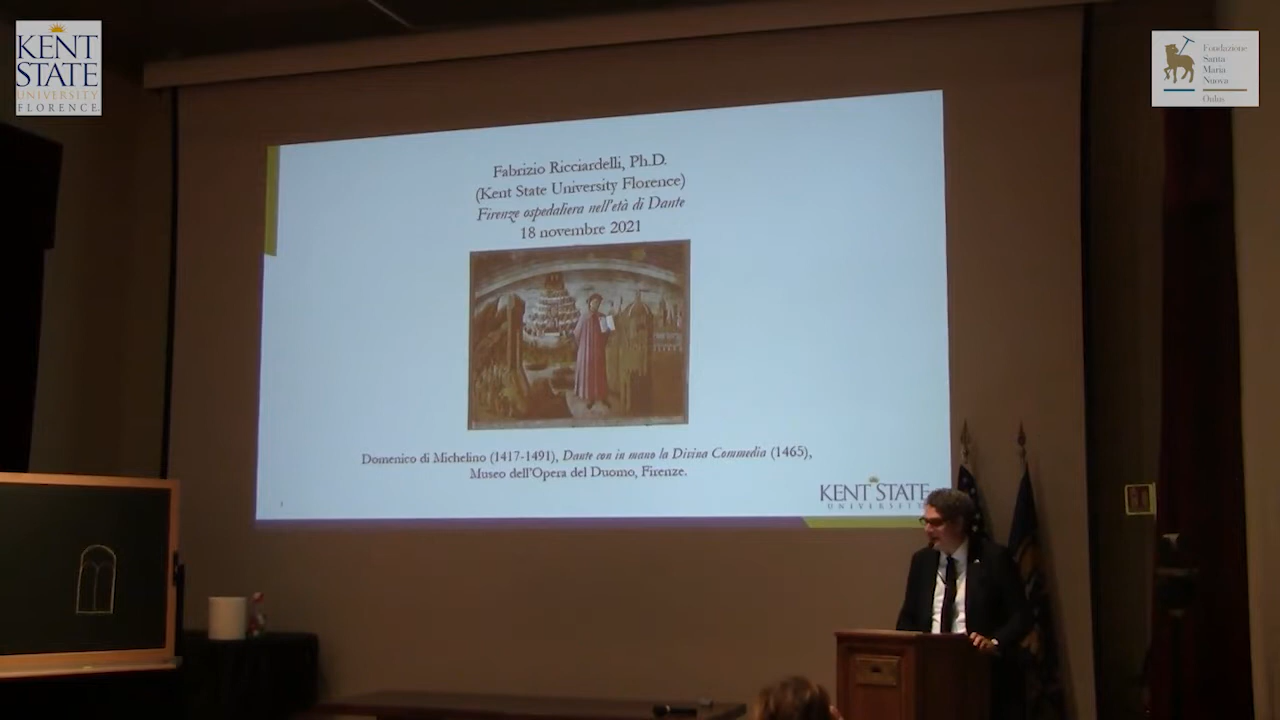 KENT
STATE
UNIVERSITY
FLORENCE
Fondazione
Santa
Maria
Nuova
Onlus
Fabrizio Ricciardelli, Ph.D.
(Kent State University Florence)
Firenze ospedaliera nell'età di Dante
18 novembre 2021
Domenico di Michelino (1417-1491), Dante con in mano la Divina Commedia (1465),
Museo dell'Opera del Duomo, Firenze.
KENT STATE
UNIVERSITY